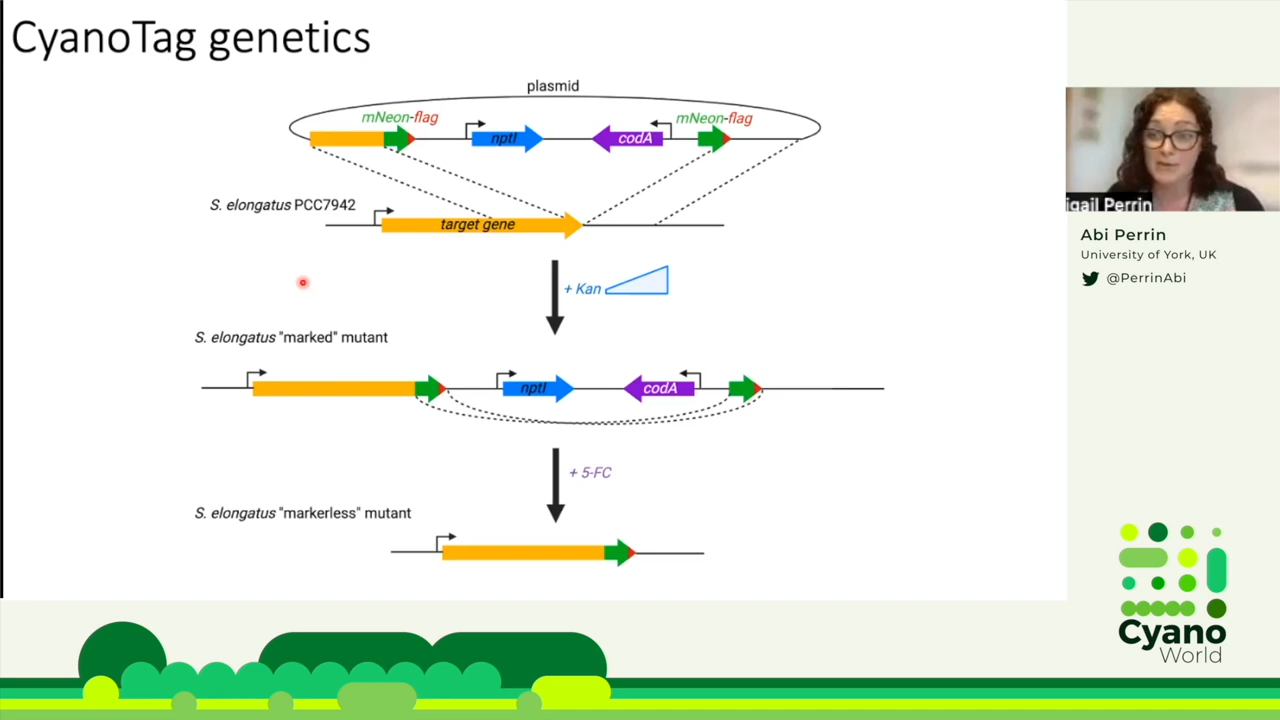 CyanoTag genetics
plasmid
mNeon-flag
mNeon-flag
nptI
codA
S. elongatus PCC7942
target gene
+ Kan
S. elongatus "marked" mutant
nptI
codA
+ 5-FC
S. elongatus "markerless" mutant
igail Perrin
Abi Perrin
University of York, UK
@PerrinAbi
Cyano
World